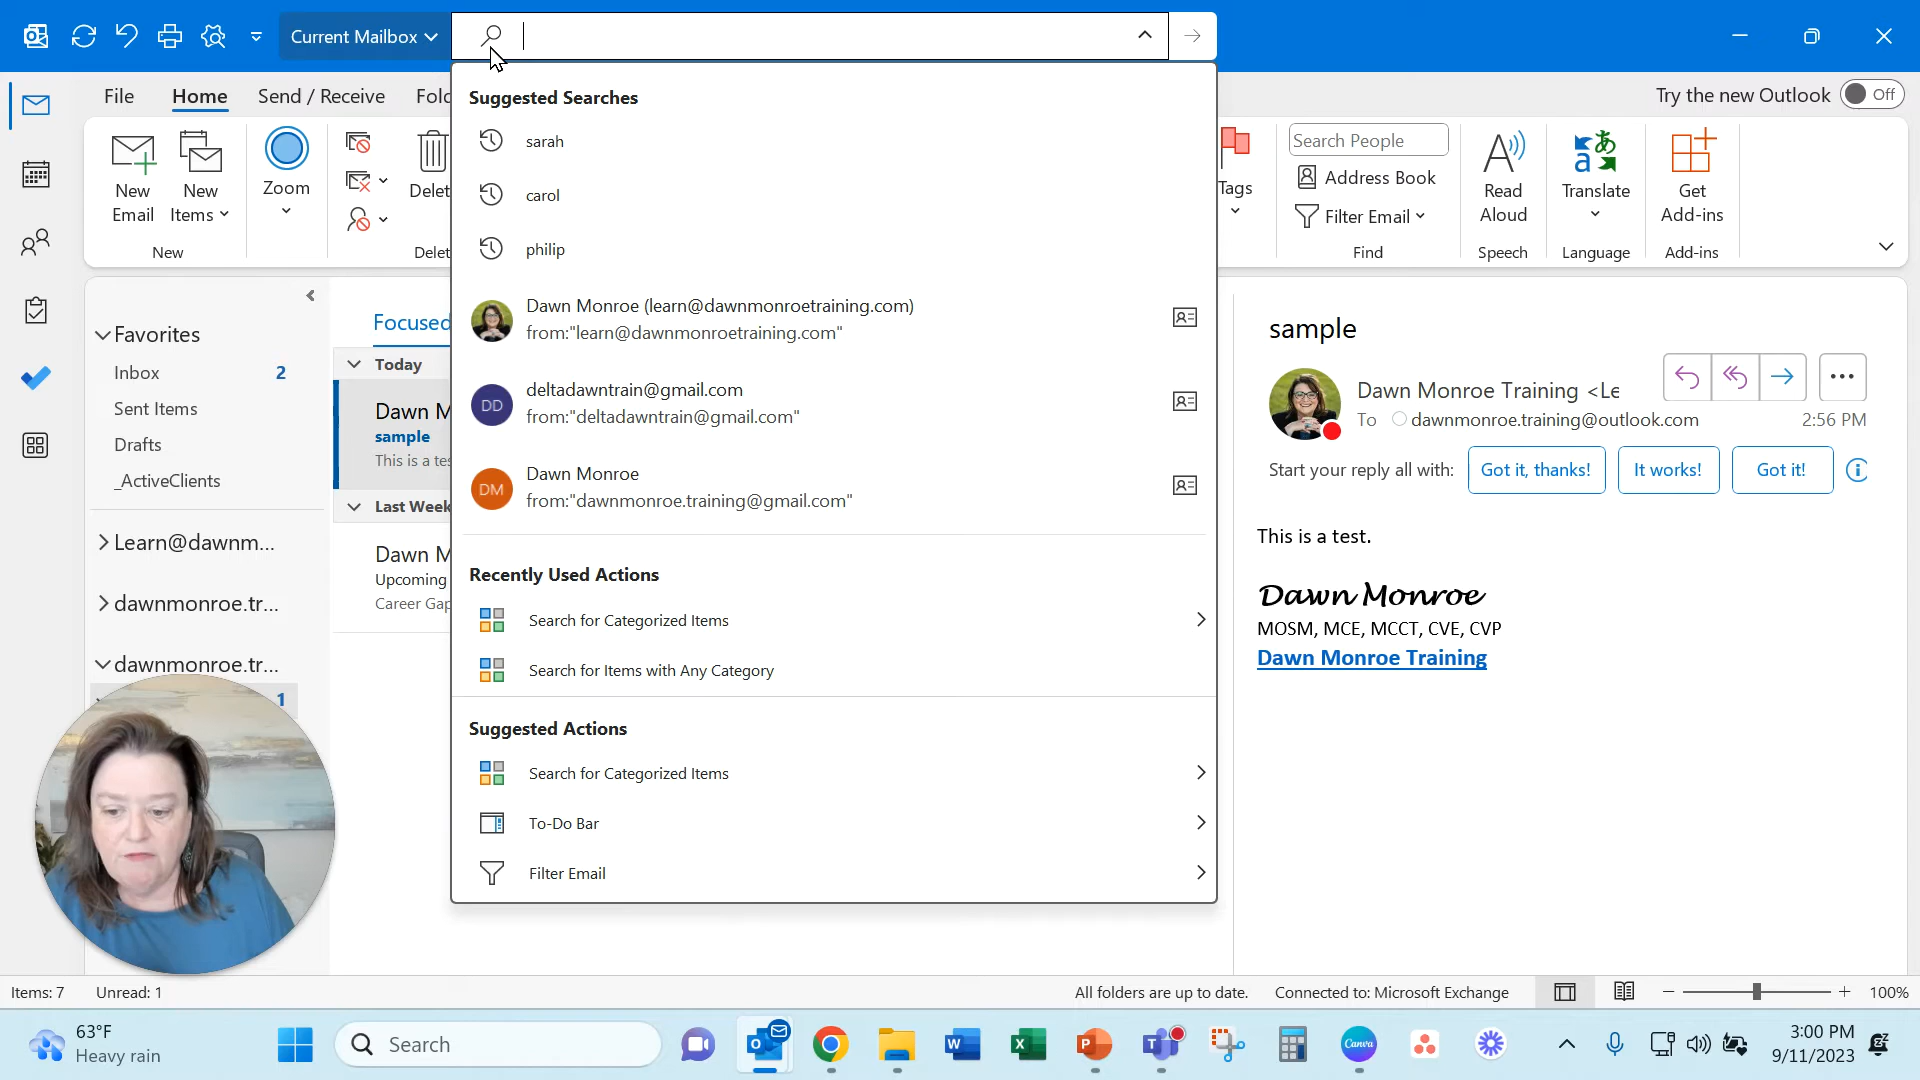 Current Mailbox
Suggested Searches
sarah
carol
philip
Dawn Monroe (learn@dawnmonroetraining.com)
from:"learn@dawnmonroetraining.com"
DD
deltadawntrain@gmail.com
from:"deltadawntrain@gmail.com"
DM
Dawn Monroe
from:"dawnmonroe.training@gmail.com"
Recently Used Actions
Search for Categorized Items
Search for Items with Any Category
Suggested Actions
Search for Categorized Items
To-Do Bar
Filter Email
File
Home
Send / Receive
Fold
Try the new Outlook
Off
New Email
New Items
New
Zoom
Delet
Delet
Tags
Search People
Address Book
Filter Email
Find
Read Aloud
Speech
Translate
Language
Get Add-ins
Add-ins
Favorites
Inbox 2
Sent Items
Drafts
_ActiveClients
Learn@dawnm...
dawnmonroe.tr...
dawnmonroe.tr...
1
Focused
Today
Dawn M
sample
This is a tes
Last Week
Dawn M
Upcoming
Career Gap
sample
Dawn Monroe Training <Le
To dawnmonroe.training@outlook.com
2:56 PM
Start your reply all with:
Got it, thanks!
It works!
Got it!
This is a test.
Dawn Monroe
MOSM, MCE, MCCT, CVE, CVP
Dawn Monroe Training
Items: 7
Unread: 1
All folders are up to date.
Connected to: Microsoft Exchange
100%
63°F
Heavy rain
Search
Canva
3:00 PM
9/11/2023